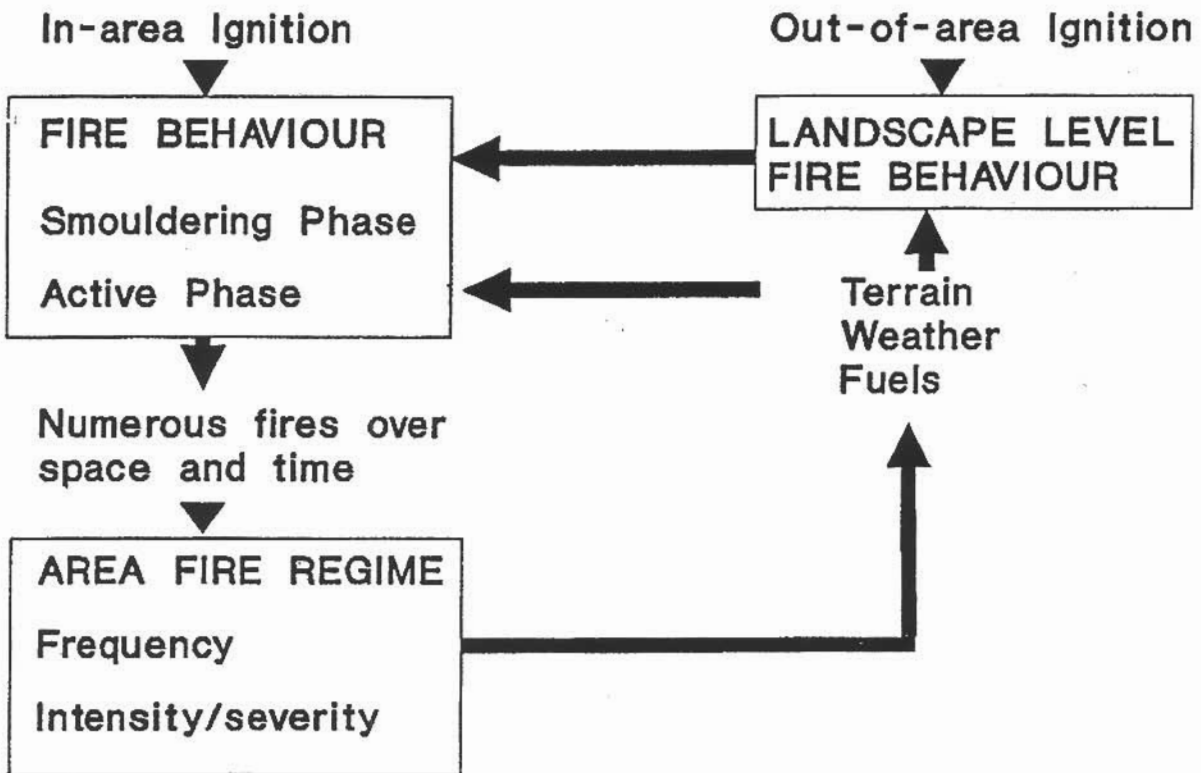 In-area Ignition
FIRE BEHAVIOUR
Smouldering Phase
Active Phase
Numerous fires over
space and time
AREA FIRE REGIME
Frequency
Intensity/severity
Out-of-area Ignition
LANDSCAPE LEVEL
FIRE BEHAVIOUR
Terrain
Weather
Fuels